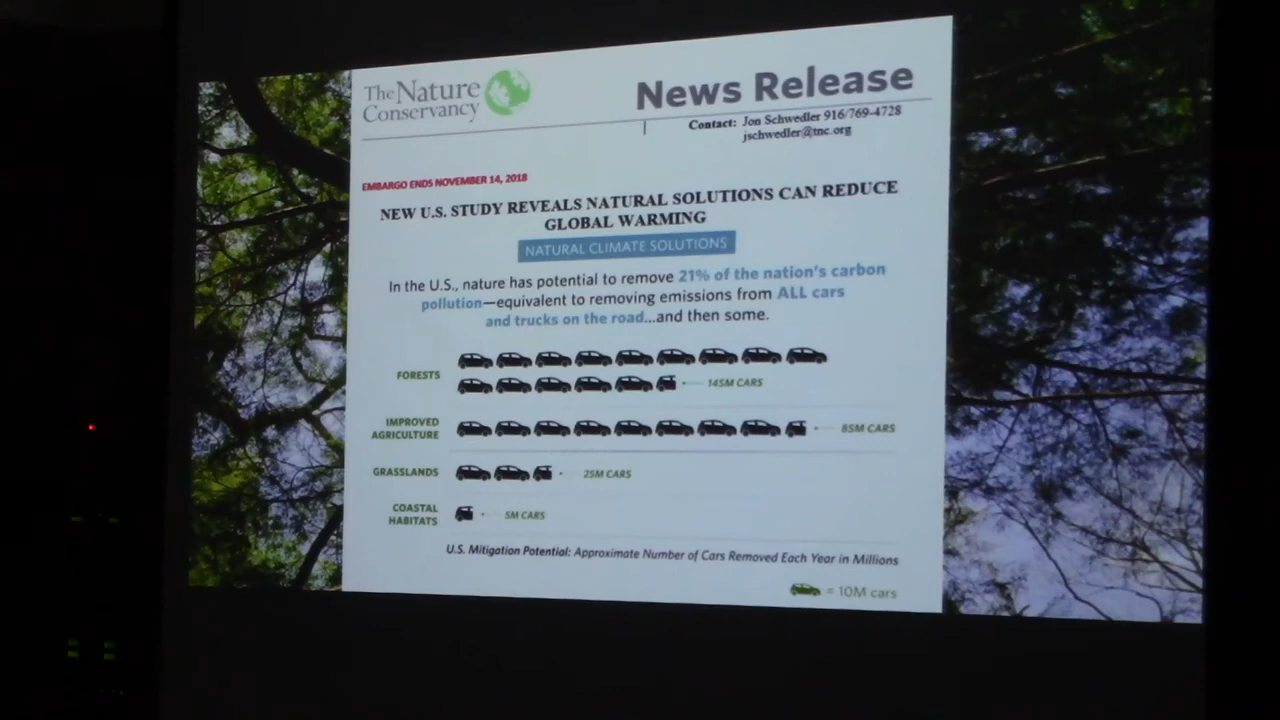 The Nature
Conservancy
News Release
Contact: Jon Schwedler 916/769-4728
jschwedler@tnc.org
EMBARGO ENDS NOVEMBER 14, 2018
NEW U.S. STUDY REVEALS NATURAL SOLUTIONS CAN REDUCE
GLOBAL WARMING
NATURAL CLIMATE SOLUTIONS
In the U.S., nature has potential to remove 21% of the nation's carbon
pollution—equivalent to removing emissions from ALL cars
and trucks on the road...and then some.
FORESTS
145M CARS
IMPROVED
AGRICULTURE
85M CARS
GRASSLANDS
25M CARS
COASTAL
HABITATS
5M CARS
U.S. Mitigation Potential: Approximate Number of Cars Removed Each Year in Millions
= 10M cars